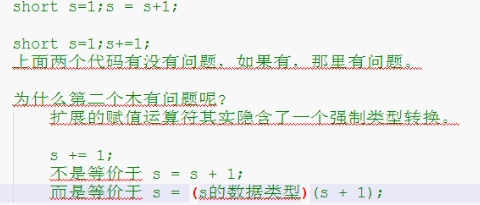 short s=1;s = s+1;
short s=1;s+=1;
上面两个代码有没有问题，如果有，那里有问题。
为什么第二个木有问题呢?
扩展的赋值运算符其实隐含了一个强制类型转换。
s += 1;
不是等价于 s = s + 1;
而是等价于 s = (s的数据类型)(s + 1);